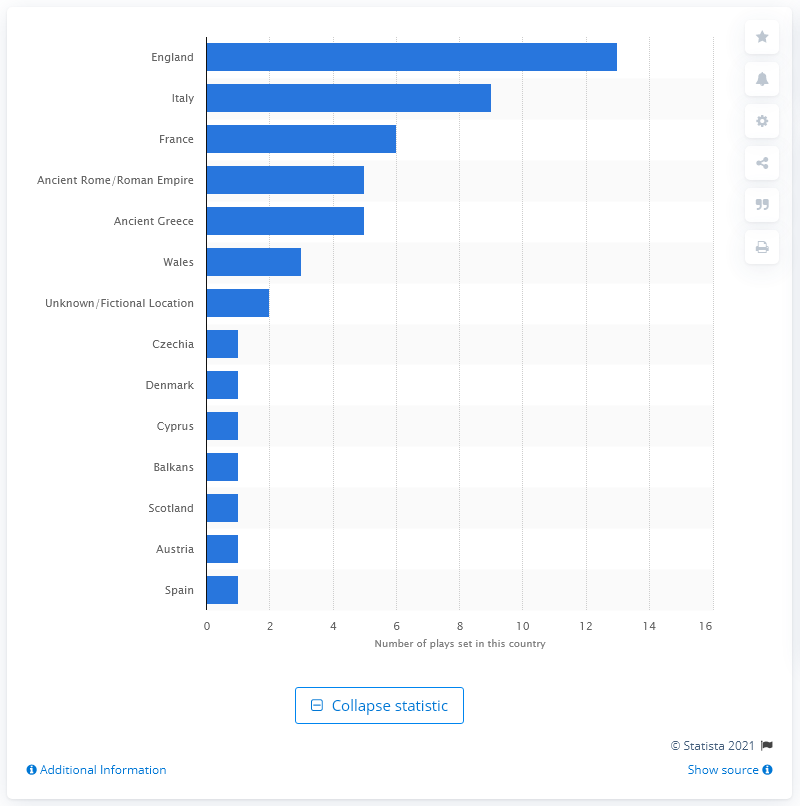 England
Italy
France
Ancient Rome/Roman Empire
Ancient Greece
Wales
Unknown/Fictional Location
Czechia
Denmark
Cyprus
Balkans
Scotland
Austria
Spain
0 2 4 6 8 10 12 14 16
Number of plays set in this country
Collapse statistic
© Statista 2021
Additional Information Show source